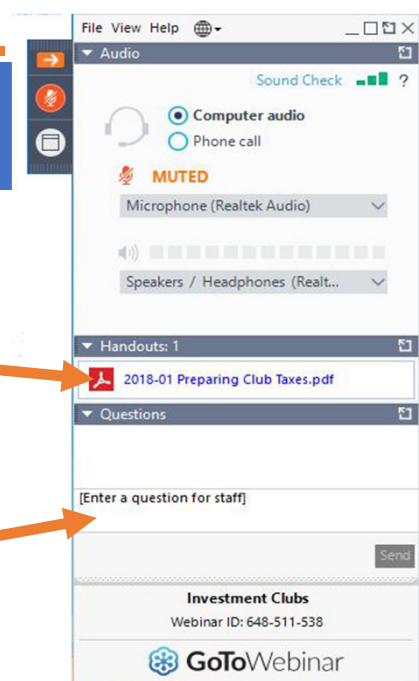 File View Help
Audio
Sound Check ?
Computer audio
Phone call
MUTED
Microphone (Realtek Audio)
Speakers / Headphones (Realt...
Handouts: 1
2018-01 Preparing Club Taxes.pdf
Questions
[Enter a question for staff]
Send
Investment Clubs
Webinar ID: 648-511-538
GoToWebinar